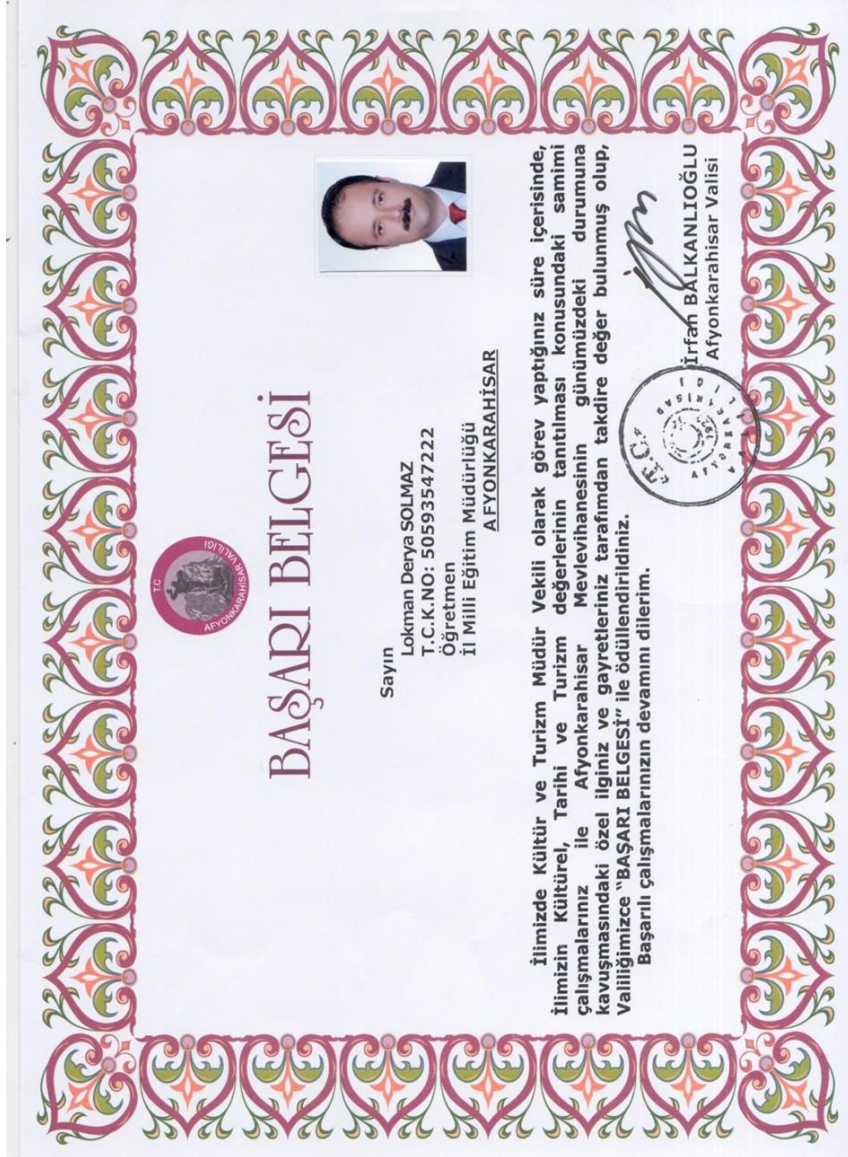 T.C
AFYONKARAHİSAR VALİLİĞİ
BAŞARI BELGESİ
Sayın
Lokman Derya SOLMAZ
T.C.K.NO: 50593547222
Öğretmen
İl Milli Eğitim Müdürlüğü
AFYONKARAHİSAR
İlimizde Kültür ve Turizm Müdür Vekili olarak görev yaptığınız süre içerisinde,
İlimizin Kültürel, Tarihi ve Turizm değerlerinin tanıtılması konusundaki samimi
çalışmalarınız ile Afyonkarahisar Mevlevihanesinin günümüzdeki durumuna
kavuşmasındaki özel ilginiz ve gayretleriniz tarafımdan takdire değer bulunmuş olup,
Valiliğimizce “BAŞARI BELGESİ” ile ödüllendirildiniz.
Başarılı çalışmalarınızın devamını dilerim.
T.C.
İrfan BALKANLIOĞLU
Afyonkarahisar Valisi